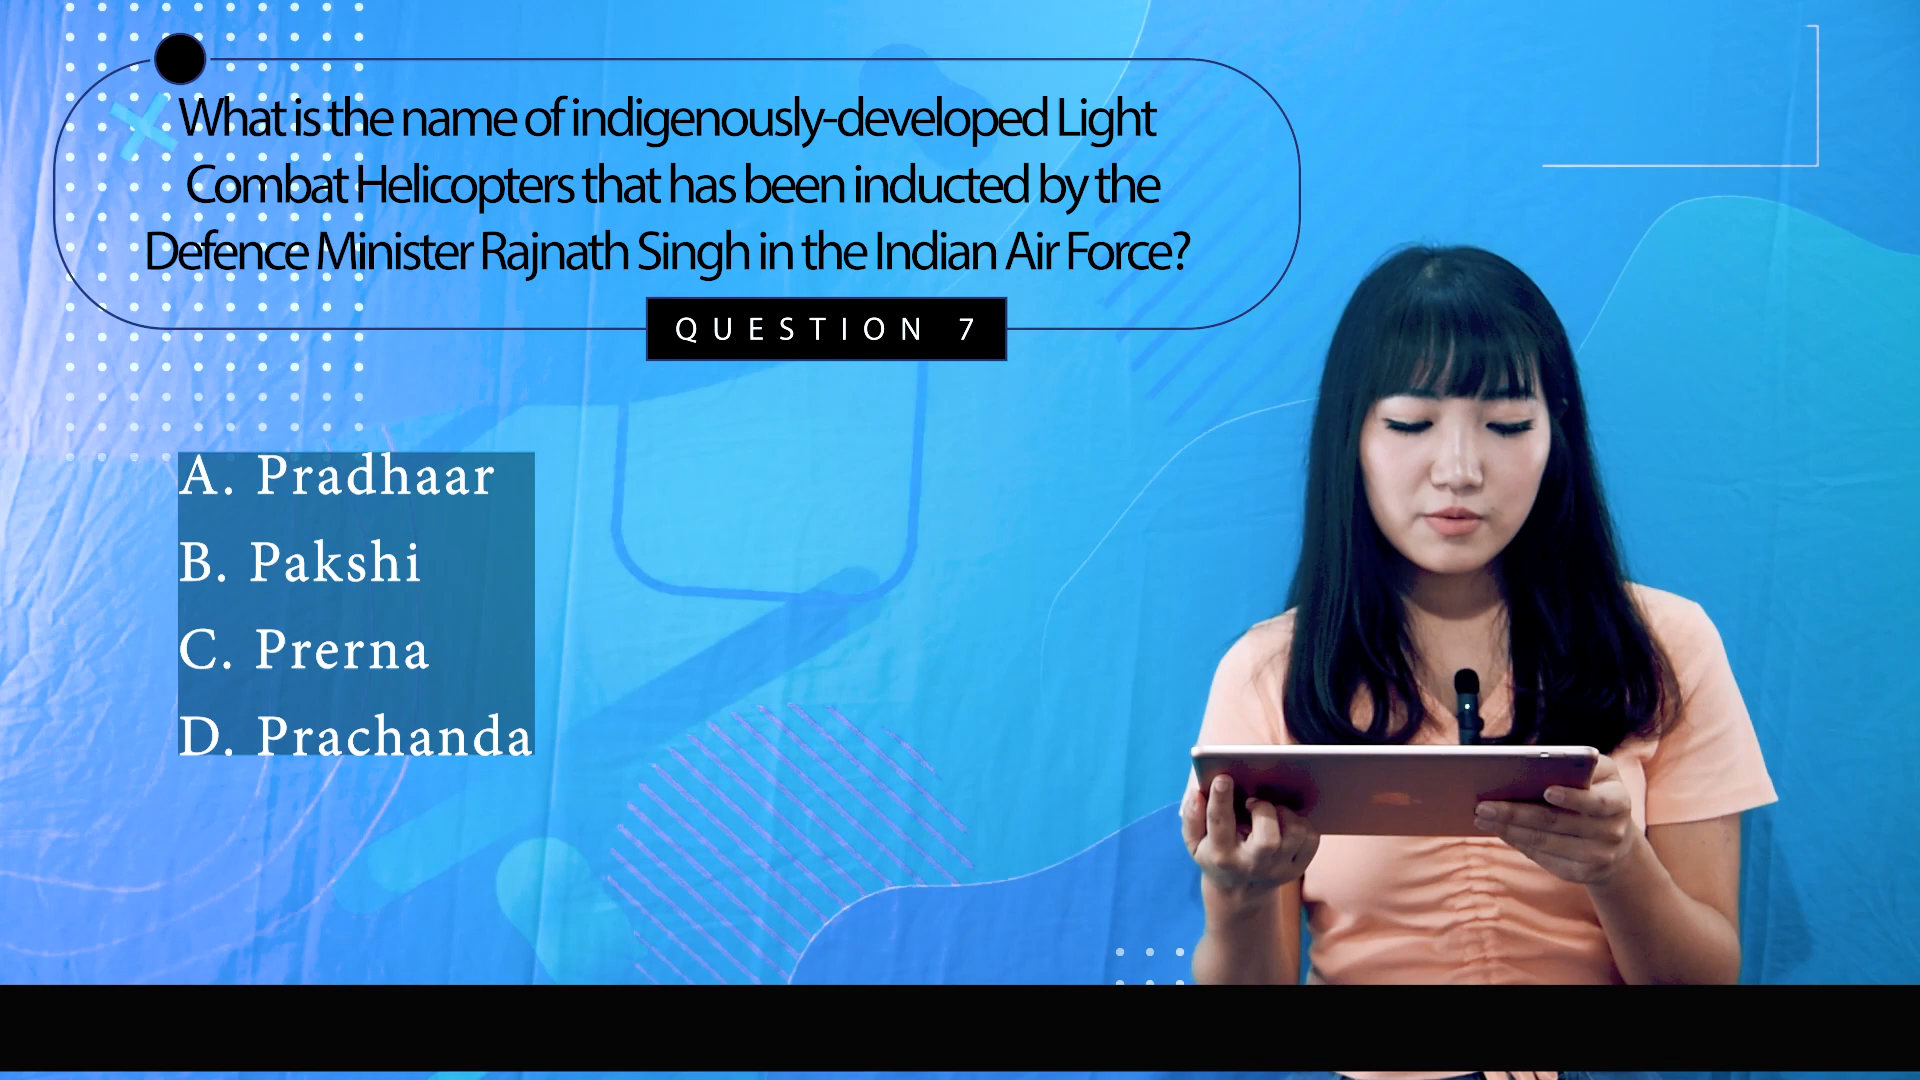 What is the name of indigenously-developed Light
Combat Helicopters that has been inducted by the
Defence Minister Rajnath Singh in the Indian Air Force?
QUESTION 7
A. Pradhaar
B. Pakshi
C. Prerna
D. Prachanda